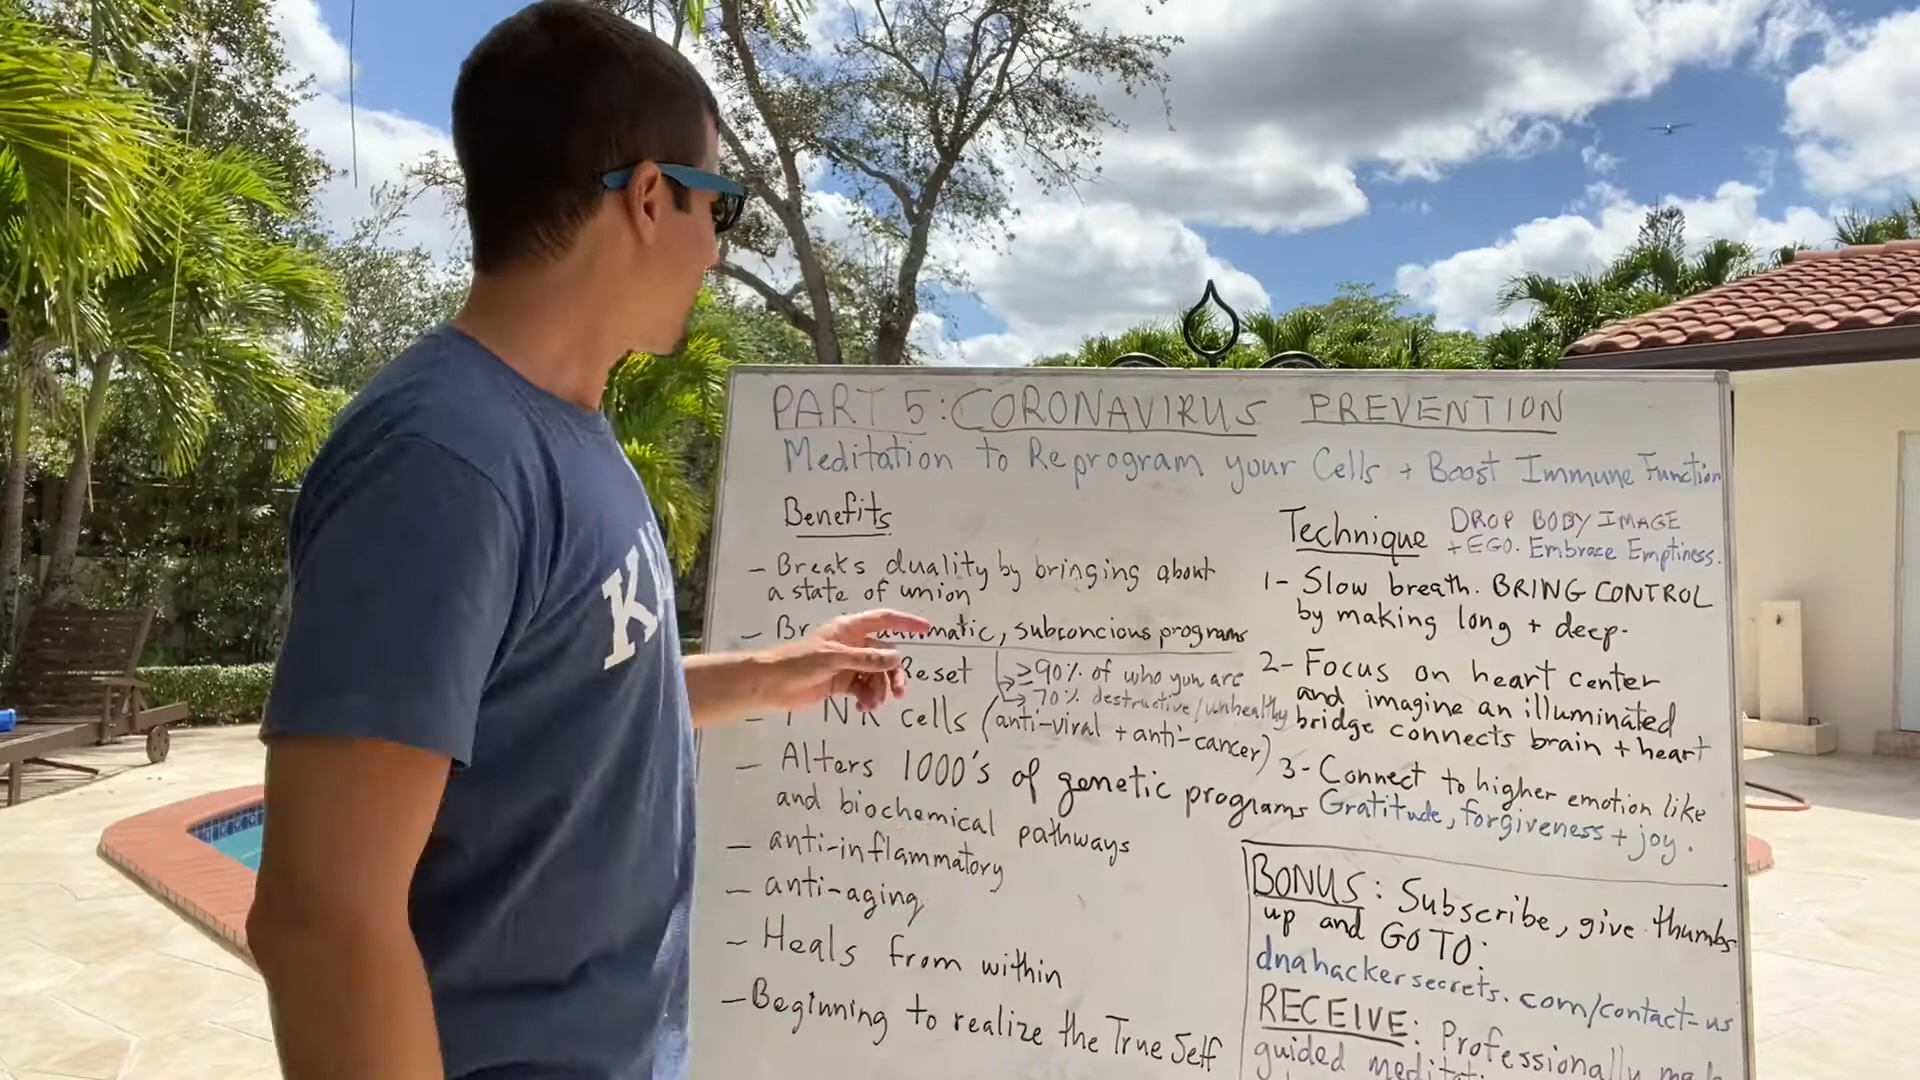 PART 5: CORONAVIRUS PREVENTION
Meditation to Reprogram your Cells + Boost Immune Function
Benefits
- Breaks duality by bringing about
a state of union
- Br matic, subconcious programs
Reset
≥90% of who you are
70% destructive/unhealthy
NK cells (anti-viral + anti-cancer)
- Alters 1000's of genetic programs
and biochemical pathways
- anti-inflammatory
- anti-aging
- Heals from within
- Beginning to realize the True Self
Technique
DROP BODY IMAGE
+ EGO. Embrace Emptiness.
1- Slow breath. BRING CONTROL
by making long + deep.
2- Focus on heart center
and imagine an illuminated
bridge connects brain + heart
3- Connect to higher emotion like
Gratitude, forgiveness + joy.
BONUS: Subscribe, give thumbs
up and GO TO:
dnahackersecrets.com/contact-us
RECEIVE: Professionally
guided
K